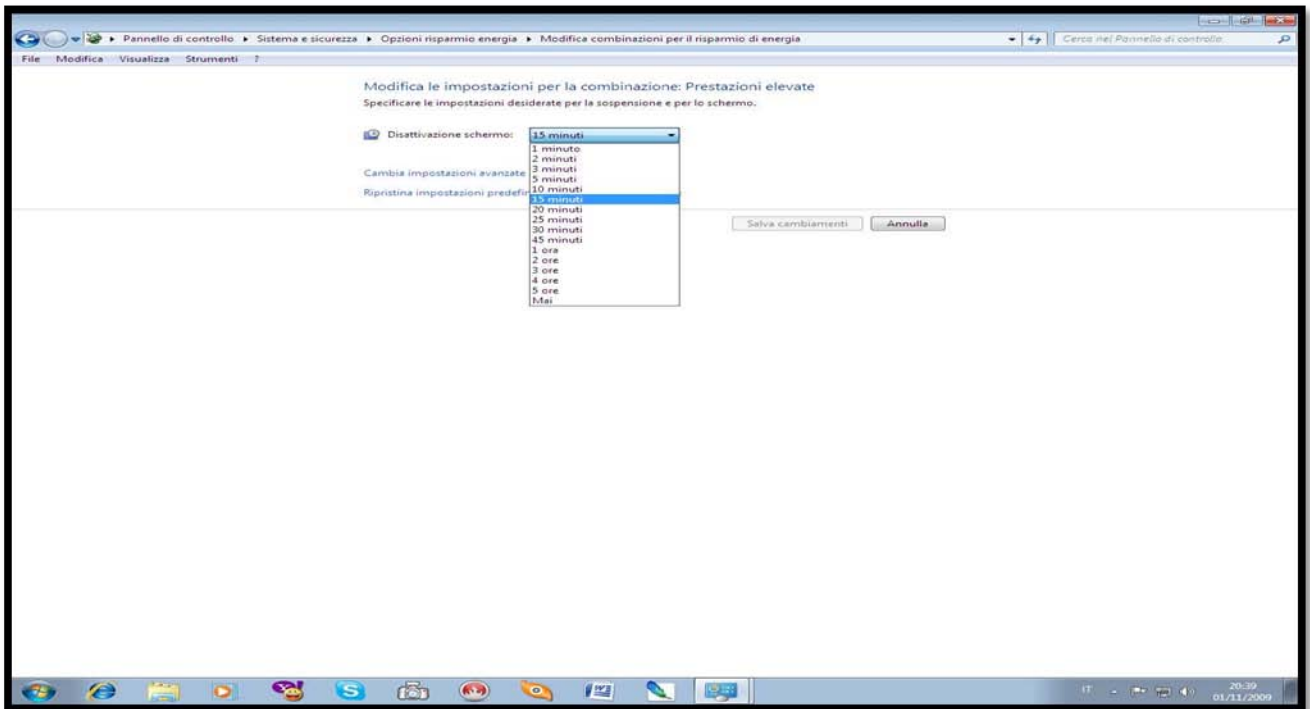 Pannello di controllo Sistema e sicurezza Opzioni risparmio energia Modifica combinazioni per il risparmio di energia
Cerca nel Pannello di controllo
File Modifica Visualizza Strumenti ?
Modifica le impostazioni per la combinazione: Prestazioni elevate
Specificare le impostazioni desiderate per la sospensione e per lo schermo.
Disattivazione schermo: 15 minuti
1 minuto
2 minuti
3 minuti
Cambia impostazioni avanzate
5 minuti
10 minuti
Ripristina impostazioni predefin
15 minuti
20 minuti
25 minuti
30 minuti
45 minuti
1 ora
2 ore
3 ore
4 ore
5 ore
Mai
Salva cambiamenti Annulla
IT
20:39
01/11/2009